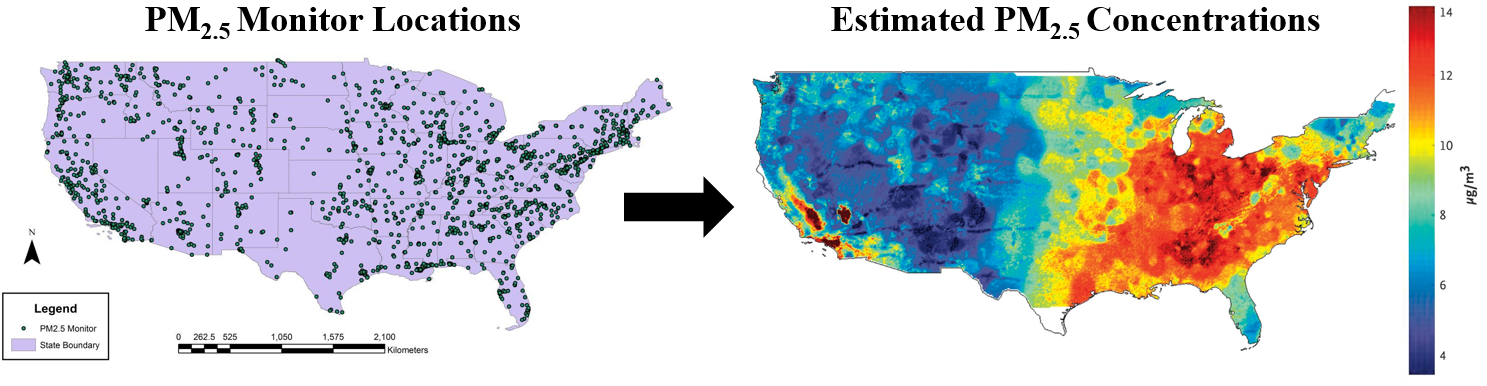 PM2.5 Monitor Locations
Estimated PM2.5 Concentrations
N
Legend
PM2.5 Monitor
State Boundary
0 262.5 525 1,050 1,575 2,100
Kilometers
14
12
10
8
6
4
μg/m3